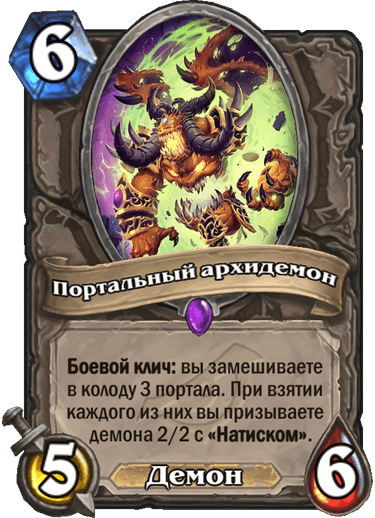 6
Портальный архидемон
Боевой клич: вы замешиваете
в колоду 3 портала. При взятии
каждого из них вы призываете
демона 2/2 с «Натиском».
5
Демон
6